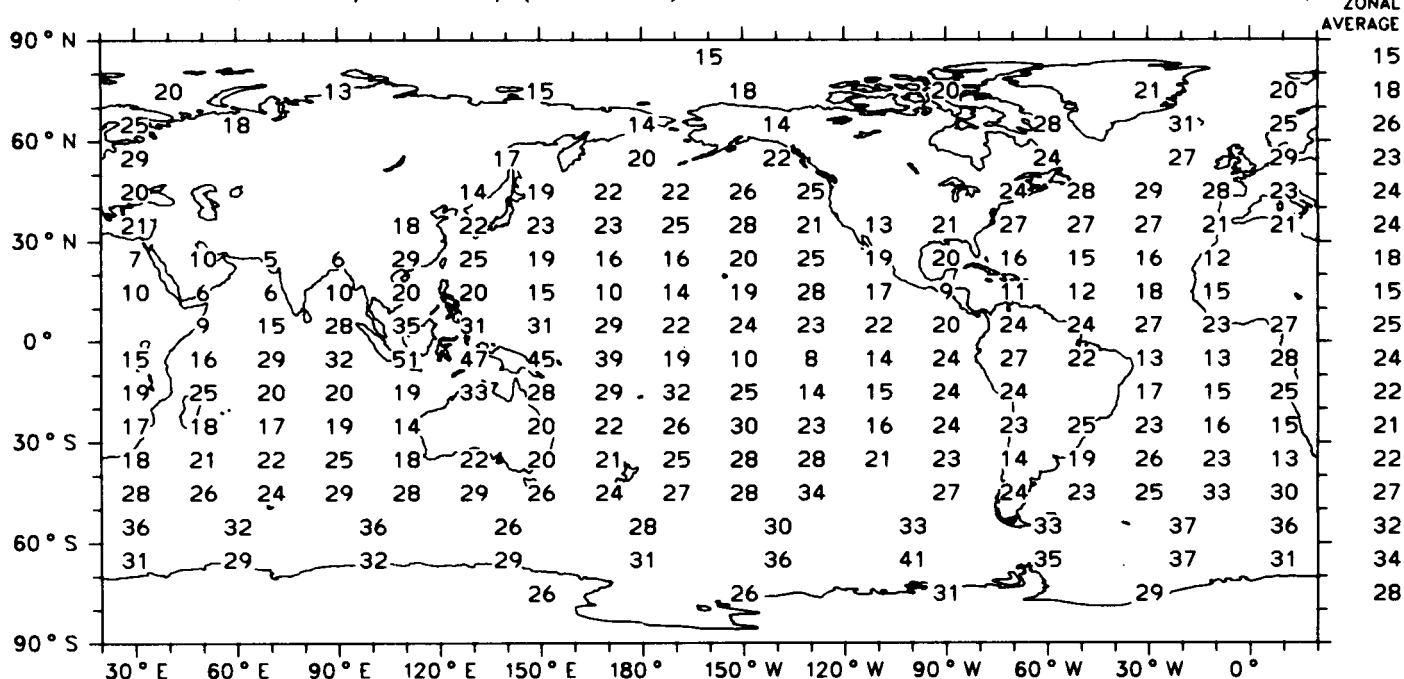 ZONAL
AVERAGE
90°N
15 15
20 13 15 18 20 21 20 18
25 18 14 14 28 31 25 26
60°N
29 17 20 22 24 27 29 23
20 14 19 22 22 26 25 24 28 29 28 23 24
21 18 22 23 23 25 28 21 13 21 27 27 27 21 21 24
30°N
7 10 5 6 29 25 19 16 16 20 25 19 20 16 15 16 12 18
10 6 6 10 20 20 15 10 14 19 28 17 9 11 12 18 15 15
9 15 28 35 31 31 29 22 24 23 22 20 24 24 27 23 27 25
0°
15 16 29 32 51 47 45 39 19 10 8 14 24 27 22 13 13 28 24
19 25 20 20 19 33 28 29 32 25 14 15 24 24 17 15 25 22
17 18 17 19 14 20 22 26 30 23 16 24 23 25 23 16 15 21
30°S
18 21 22 25 18 22 20 21 25 28 28 21 23 14 19 26 23 13 22
28 26 24 29 28 29 26 24 27 28 34 27 24 23 25 33 30 27
36 32 36 26 28 30 33 33 37 36 32
60°S
31 29 32 29 31 36 41 35 37 31 34
26 26 31 29 28
90°S
30°E 60°E 90°E 120°E 150°E 180° 150°W 120°W 90°W 60°W 30°W 0°